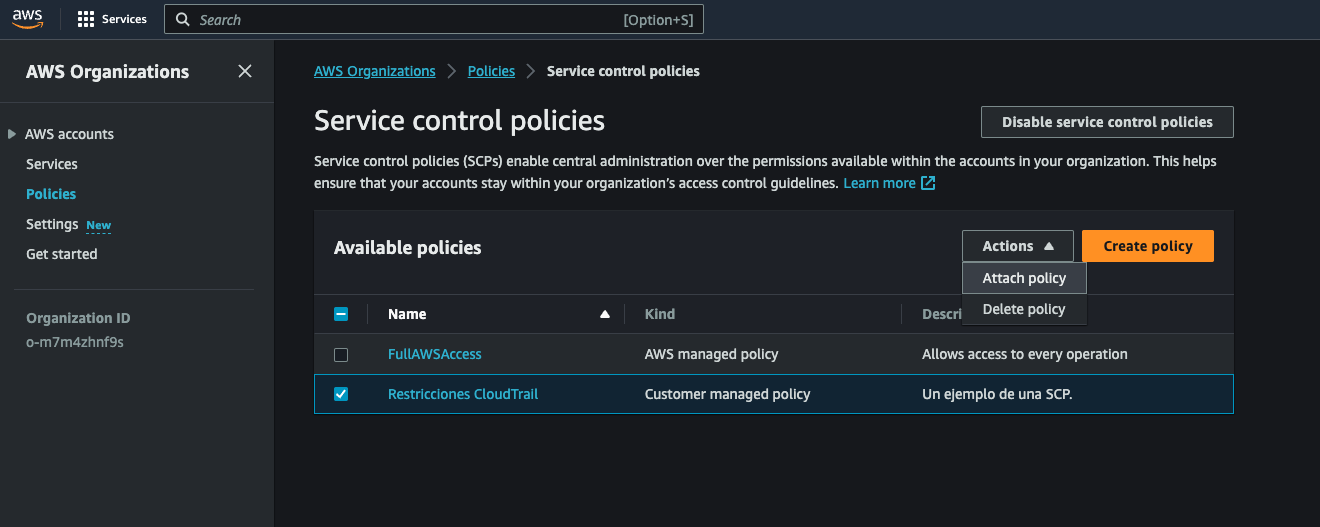 aws Services Search [Option+S]
AWS Organizations
AWS accounts
Services
Policies
Settings New
Get started
Organization ID
o-m7m4zhnf9s
AWS Organizations Policies Service control policies
Service control policies
Disable service control policies
Service control policies (SCPs) enable central administration over the permissions available within the accounts in your organization. This helps
ensure that your accounts stay within your organization's access control guidelines. Learn more
Available policies
Actions
Create policy
Attach policy
Delete policy
Name Kind Descri
FullAWSAccess AWS managed policy Allows access to every operation
Restricciones CloudTrail Customer managed policy Un ejemplo de una SCP.